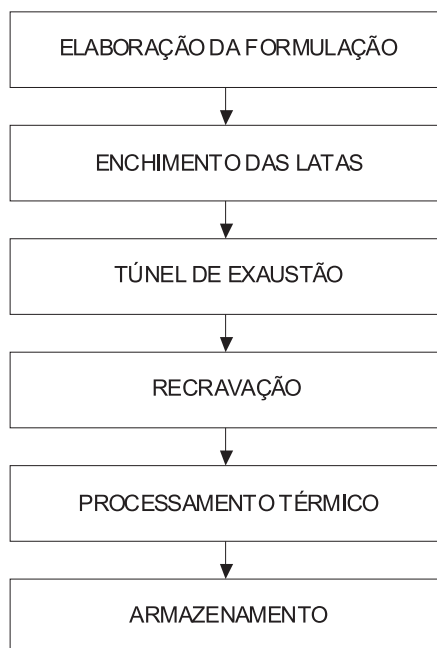 ELABORAÇÃO DA FORMULAÇÃO
ENCHIMENTO DAS LATAS
TÚNEL DE EXAUSTÃO
RECRAVAÇÃO
PROCESSAMENTO TÉRMICO
ARMAZENAMENTO